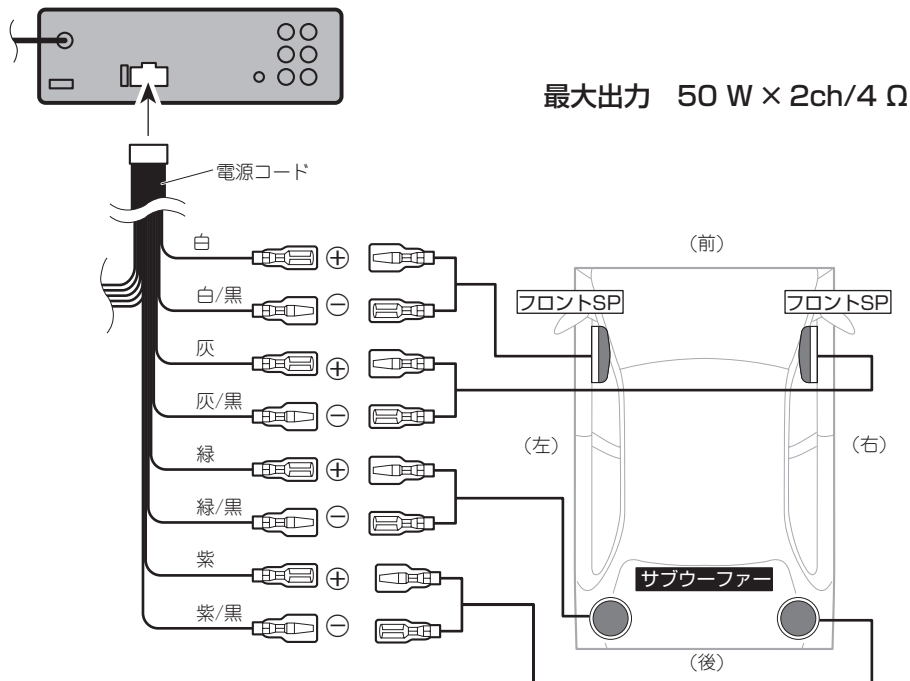 最大出力 50 W × 2ch/4 Ω
電源コード
白
⊕
白/黒
⊖
灰
⊕
灰/黒
⊖
緑
⊕
緑/黒
⊖
紫
⊕
紫/黒
⊖
(前)
フロントSP
フロントSP
(左)
(右)
サブウーファー
(後)